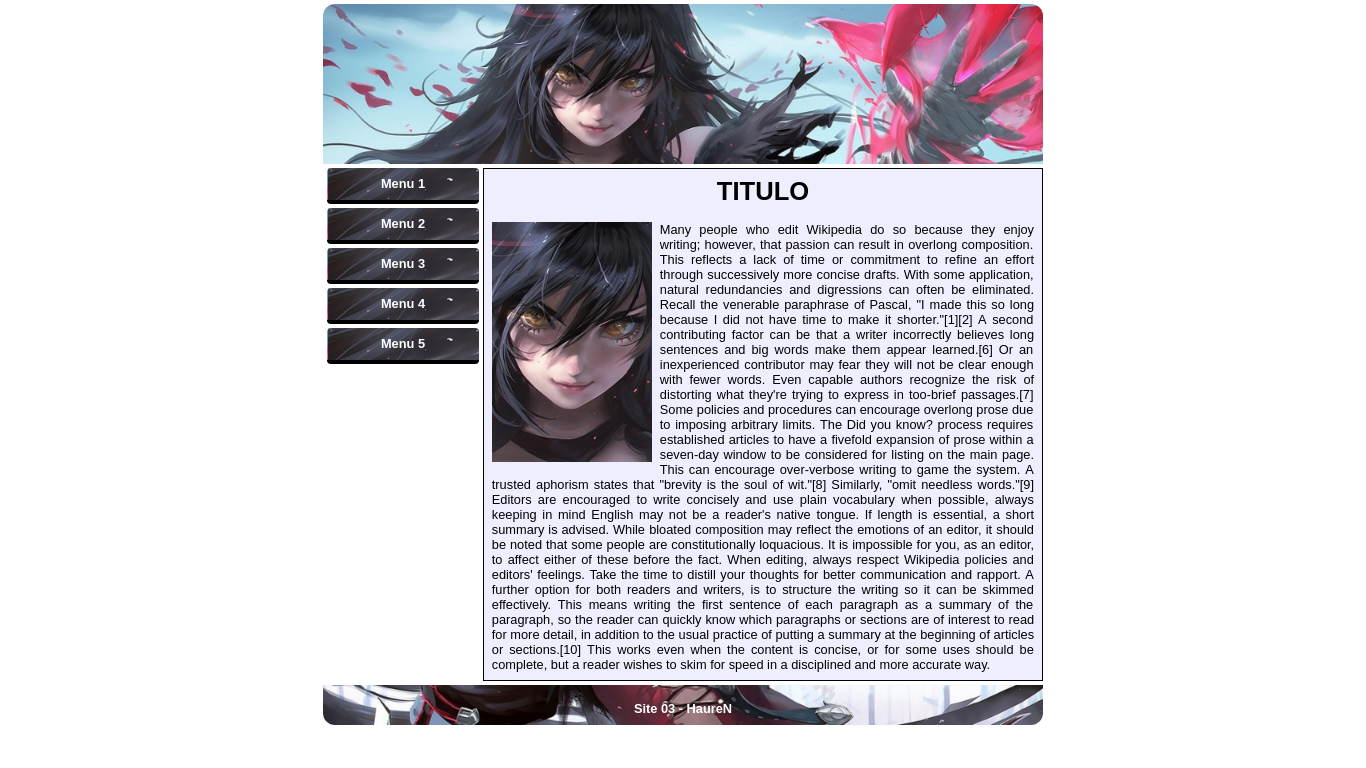 Menu 1
Menu 2
Menu 3
Menu 4
Menu 5
TITULO
Many people who edit Wikipedia do so because they enjoy
writing; however, that passion can result in overlong composition.
This reflects a lack of time or commitment to refine an effort
through successively more concise drafts. With some application,
natural redundancies and digressions can often be eliminated.
Recall the venerable paraphrase of Pascal, "I made this so long
because I did not have time to make it shorter."[1][2] A second
contributing factor can be that a writer incorrectly believes long
sentences and big words make them appear learned.[6] Or an
inexperienced contributor may fear they will not be clear enough
with fewer words. Even capable authors recognize the risk of
distorting what they're trying to express in too-brief passages.[7]
Some policies and procedures can encourage overlong prose due
to imposing arbitrary limits. The Did you know? process requires
established articles to have a fivefold expansion of prose within a
seven-day window to be considered for listing on the main page.
This can encourage over-verbose writing to game the system. A
trusted aphorism states that "brevity is the soul of wit."[8] Similarly, "omit needless words."[9]
Editors are encouraged to write concisely and use plain vocabulary when possible, always
keeping in mind English may not be a reader's native tongue. If length is essential, a short
summary is advised. While bloated composition may reflect the emotions of an editor, it should
be noted that some people are constitutionally loquacious. It is impossible for you, as an editor,
to affect either of these before the fact. When editing, always respect Wikipedia policies and
editors' feelings. Take the time to distill your thoughts for better communication and rapport. A
further option for both readers and writers, is to structure the writing so it can be skimmed
effectively. This means writing the first sentence of each paragraph as a summary of the
paragraph, so the reader can quickly know which paragraphs or sections are of interest to read
for more detail, in addition to the usual practice of putting a summary at the beginning of articles
or sections.[10] This works even when the content is concise, or for some uses should be
complete, but a reader wishes to skim for speed in a disciplined and more accurate way.
Site 03 - HaureN